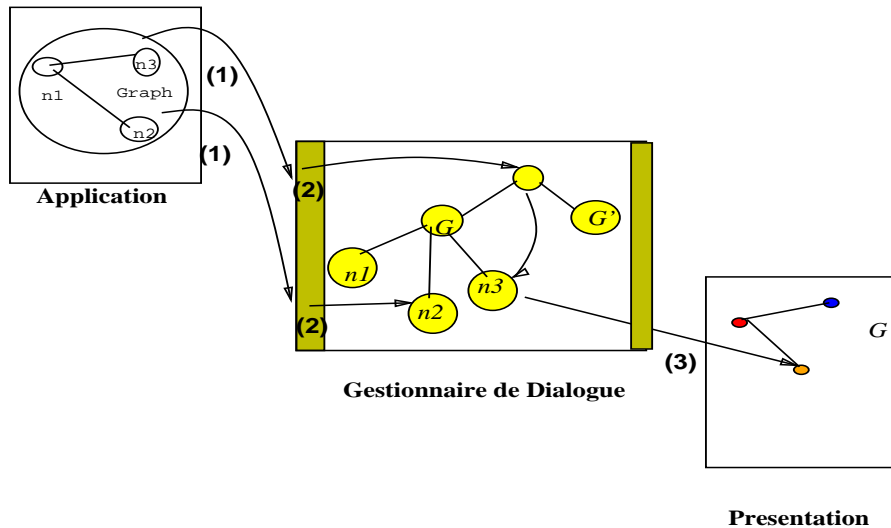 n3
n1
Graph
n2
Application
(1)
(1)
(2)
(2)
G
G’
n1
n2
n3
Gestionnaire de Dialogue
(3)
G
Presentation